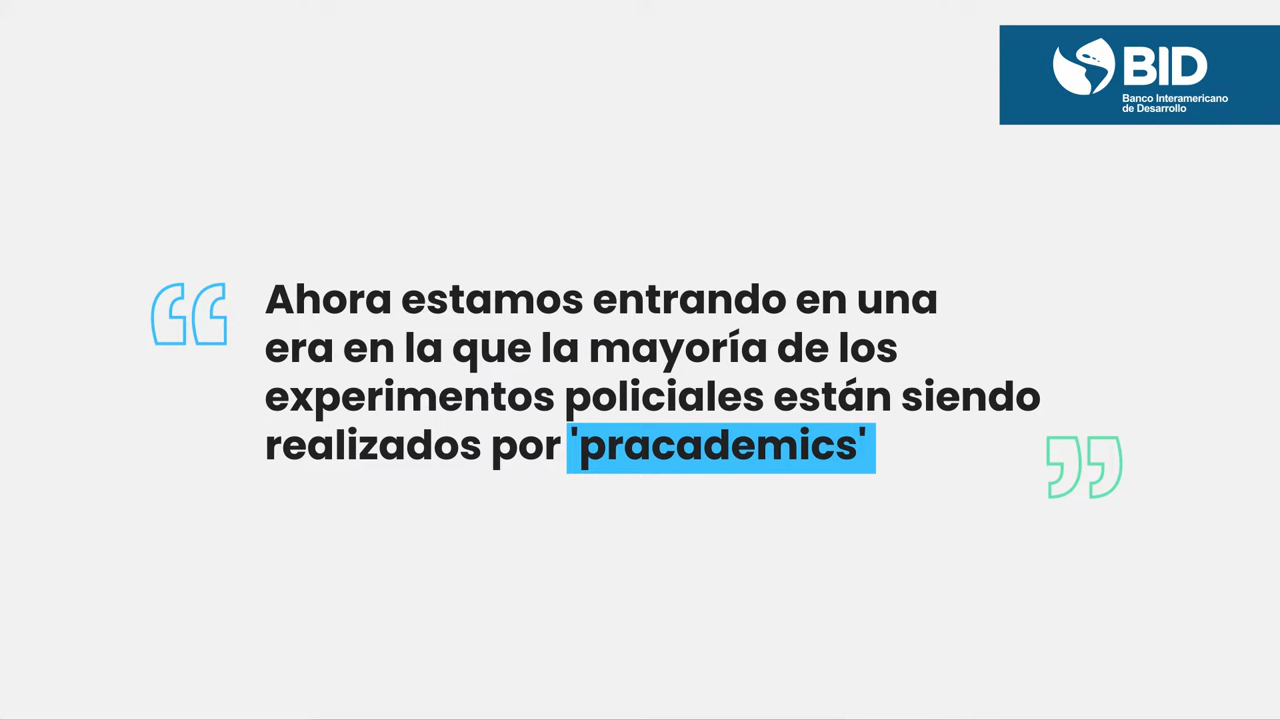 BID
Banco Interamericano
de Desarrollo
“ Ahora estamos entrando en una
era en la que la mayoría de los
experimentos policiales están siendo
realizados por 'pracademics' ”